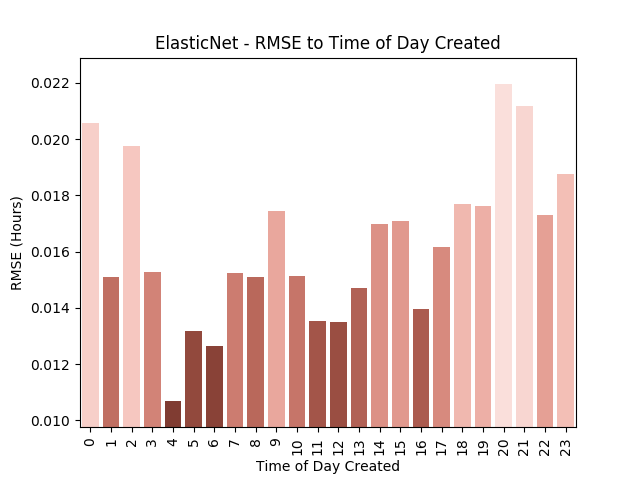 ElasticNet - RMSE to Time of Day Created
RMSE (Hours)
0.022
0.020
0.018
0.016
0.014
0.012
0.010
0 1 2 3 4 5 6 7 8 9 10 11 12 13 14 15 16 17 18 19 20 21 22 23
Time of Day Created